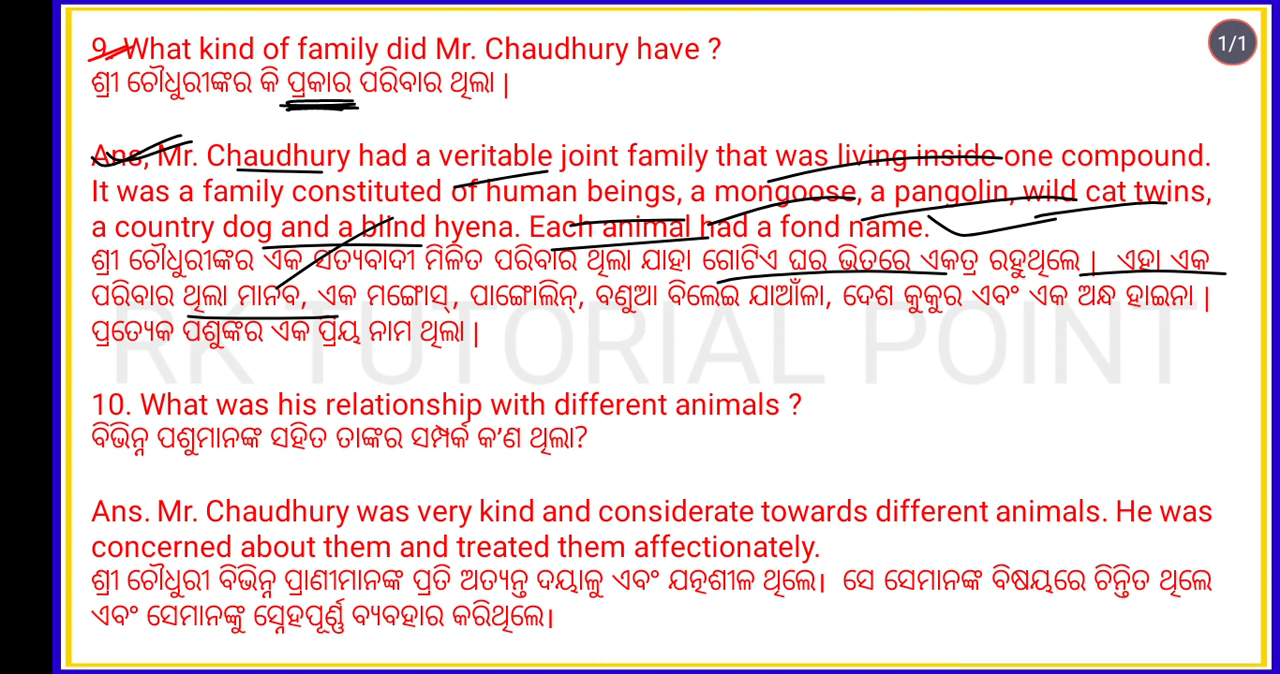 9. What kind of family did Mr. Chaudhury have ?
1/1
ଶ୍ରୀ ଚୌଧୁରୀଙ୍କର କି ପ୍ରକାର ପରିବାର ଥିଲା |
Ans, Mr. Chaudhury had a veritable joint family that was living inside one compound.
It was a family constituted of human beings, a mongoose, a pangolin, wild cat twins,
a country dog and a blind hyena. Each animal had a fond name.
ଶ୍ରୀ ଚୌଧୁରୀଙ୍କର ଏକ ସତ୍ୟବାଦୀ ମିଳିତ ପରିବାର ଥିଲା ଯାହା ଗୋଟିଏ ଘର ଭିତରେ ଏକତ୍ର ରହୁଥିଲେ | ଏହା ଏକ
ପରିବାର ଥିଲା ମାନବ, ଏକ ମଙ୍ଗୋସ୍, ପାଙ୍ଗୋଲିନ୍, ବଣୁଆ ବିଲେଇ ଯାଆଁଳା, ଦେଶ କୁକୁର ଏବଂ ଏକ ଅନ୍ଧ ହାଇନା |
ପ୍ରତ୍ୟେକ ପଶୁଙ୍କର ଏକ ପ୍ରିୟ ନାମ ଥିଲା |
RK TUTORIAL POINT
10. What was his relationship with different animals ?
ବିଭିନ୍ନ ପଶୁମାନଙ୍କ ସହିତ ତାଙ୍କର ସମ୍ପର୍କ କ'ଣ ଥିଲା?
Ans. Mr. Chaudhury was very kind and considerate towards different animals. He was
concerned about them and treated them affectionately.
ଶ୍ରୀ ଚୌଧୁରୀ ବିଭିନ୍ନ ପ୍ରାଣୀମାନଙ୍କ ପ୍ରତି ଅତ୍ୟନ୍ତ ଦୟାଳୁ ଏବଂ ଯତ୍ନଶୀଳ ଥିଲେ। ସେ ସେମାନଙ୍କ ବିଷୟରେ ଚିନ୍ତିତ ଥିଲେ
ଏବଂ ସେମାନଙ୍କୁ ସ୍ନେହପୂର୍ଣ୍ଣ ବ୍ୟବହାର କରିଥିଲେ।